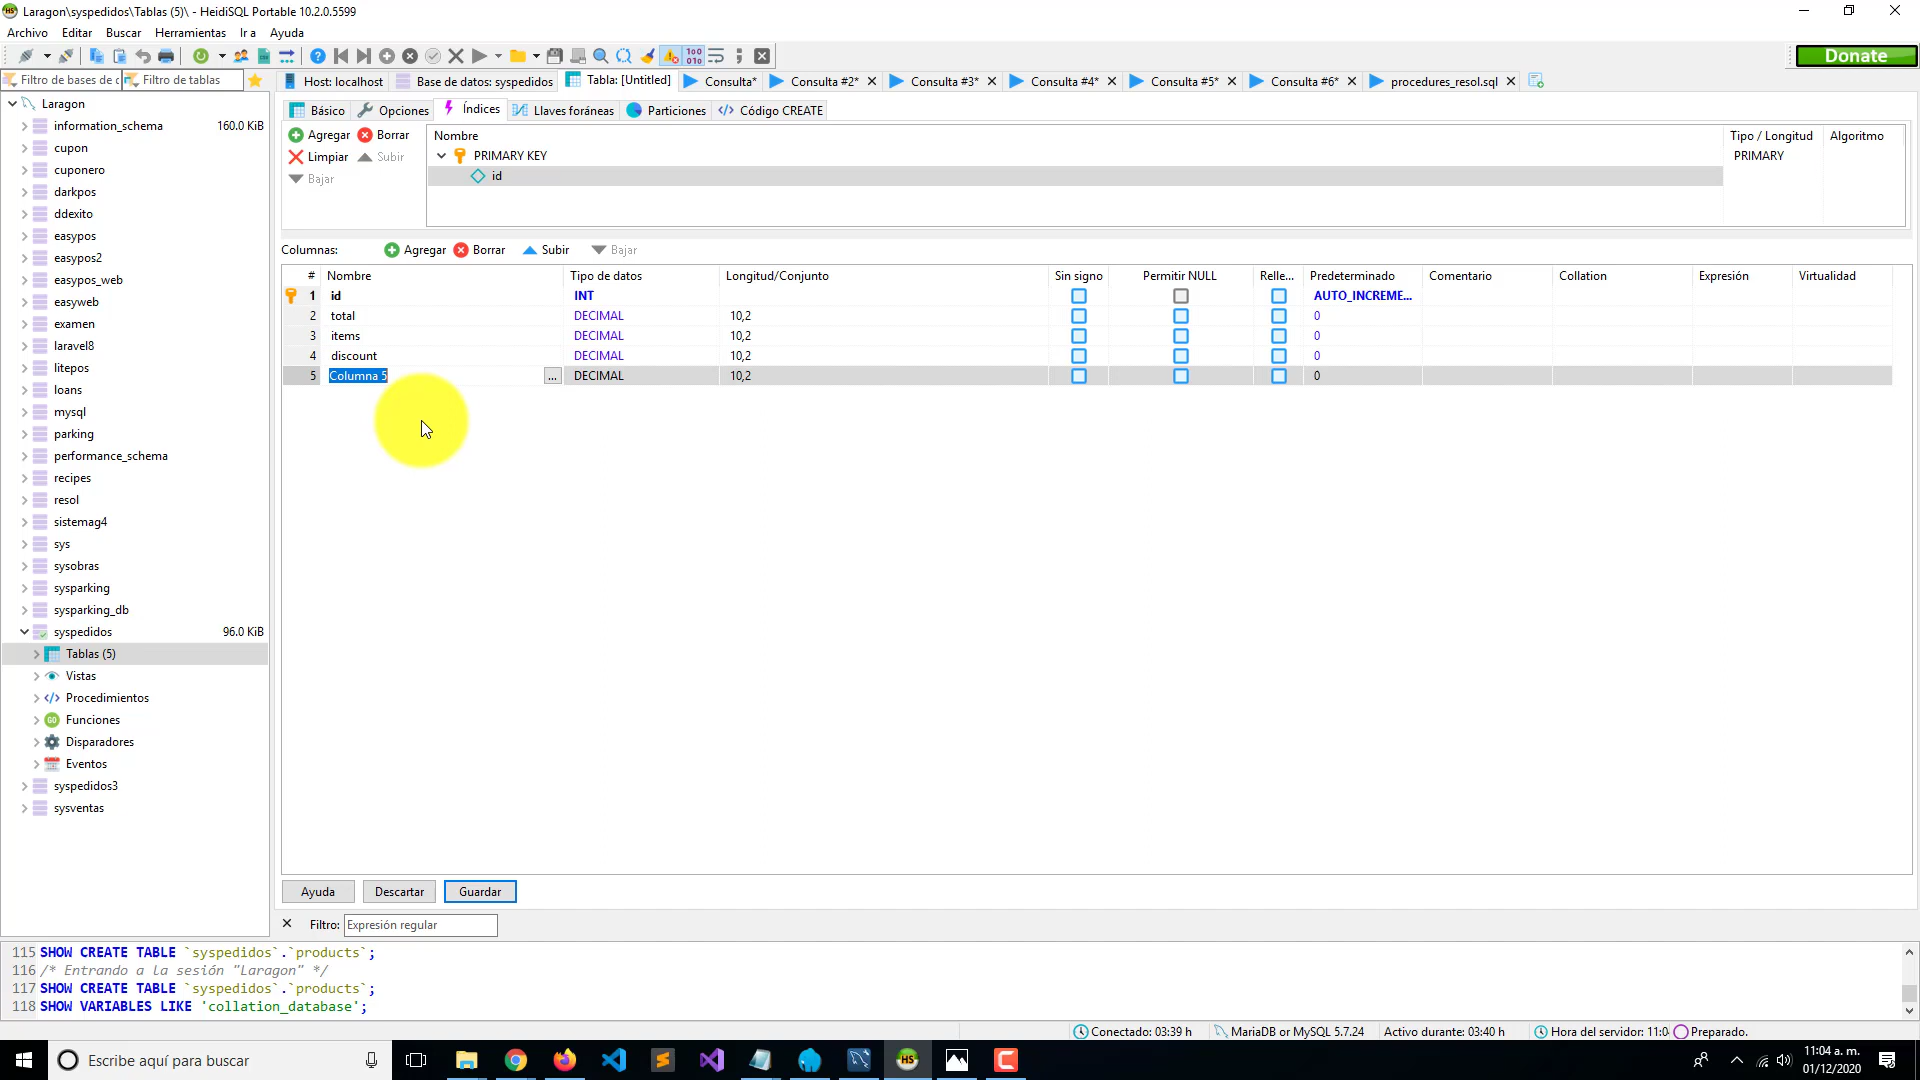 Laragon\syspedidos\Tablas (5)\ - HeidiSQL Portable 10.2.0.5599
Archivo Editar Buscar Herramientas Ir a Ayuda
Donate
Filtro de bases de Filtro de tablas
Host: localhost Base de datos: syspedidos Tabla: [Untitled] Consulta* Consulta #2* Consulta #3* Consulta #4* Consulta #5* Consulta #6* procedures_resol.sql
Laragon
information_schema 160.0 KiB
cupon
cuponero
darkpos
ddexito
easypos
easypos2
easypos_web
easyweb
examen
laravel8
litepos
loans
mysql
parking
performance_schema
recipes
resol
sistemag4
sys
sysobras
sysparking
sysparking_db
syspedidos 96.0 KiB
Tablas (5)
Vistas
Procedimientos
Funciones
Disparadores
Eventos
syspedidos3
sysventas
Básico Opciones Índices Llaves foráneas Particiones Código CREATE
Agregar Borrar
Limpiar Subir
Bajar
Nombre Tipo / Longitud Algoritmo
PRIMARY KEY PRIMARY
id
Columnas: Agregar Borrar Subir Bajar
# Nombre Tipo de datos Longitud/Conjunto Sin signo Permitir NULL Relle... Predeterminado Comentario Collation Expresión Virtualidad
1 id INT AUTO_INCREME...
2 total DECIMAL 10,2 0
3 items DECIMAL 10,2 0
4 discount DECIMAL 10,2 0
5 Columna 5 ... DECIMAL 10,2 0
Ayuda Descartar Guardar
Filtro: Expresión regular
115 SHOW CREATE TABLE `syspedidos`.`products`;
116 /* Entrando a la sesión "Laragon" */
117 SHOW CREATE TABLE `syspedidos`.`products`;
118 SHOW VARIABLES LIKE 'collation_database';
Conectado: 03:39 h MariaDB or MySQL 5.7.24 Activo durante: 03:40 h Hora del servidor: 11:0 Preparado.
Escribe aquí para buscar
11:04 a. m.
01/12/2020